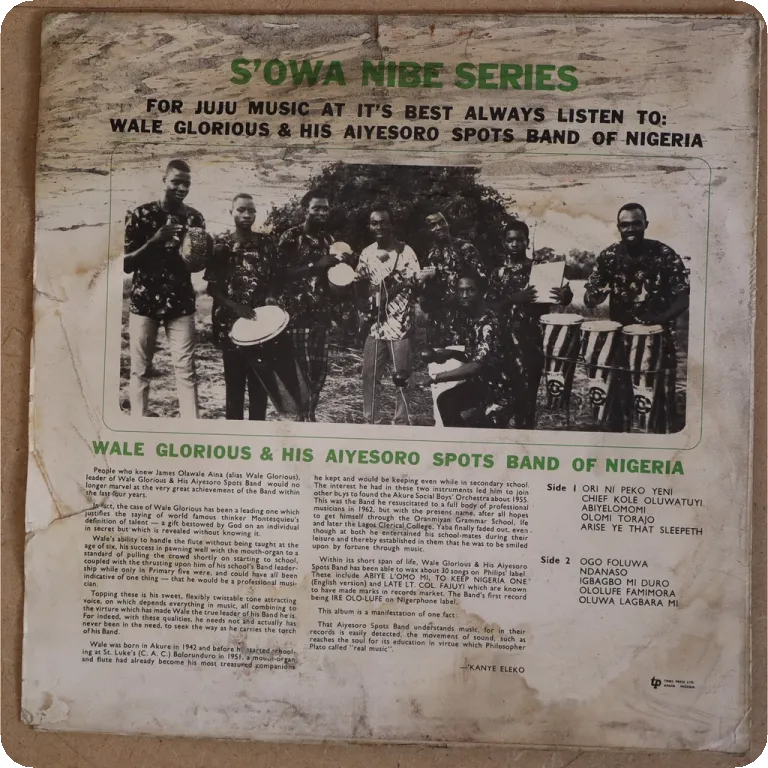 S'OWA NIBE SERIES
FOR JUJU MUSIC AT IT'S BEST ALWAYS LISTEN TO:
WALE GLORIOUS & HIS AIYESORO SPOTS BAND OF NIGERIA
WALE GLORIOUS & HIS AIYESORO SPOTS BAND OF NIGERIA
People who knew James Olawale Aina (alias Wale Glorious),
leader of Wale Glorious & His Aiyesoro Spots Band would no
longer marvel at the very great achievement of the Band within
the last four years.
In fact, the case of Wale Glorious has been a leading one which
justifies the saying of world famous thinker Montesquieu's
definition of talent — a gift bestowed by God on an individual
in secret but which is revealed without knowing it.
Wale's ability to handle the flute without being taught at the
age of six, his success in pawning well with the mouth-organ to a
standard of pulling the crowd shortly on starting to school,
coupled with the thrusting upon him of his school's Band leader-
ship while only in Primary five were, and could have all been
indicative of one thing — that he would be a professional musi-
cian.
Topping these is his sweet, flexibly twistable tone attracting
voice, on which depends everything in music, all combining to
the virture which has made Wale the true leader of his Band he is.
For indeed, with these qualities, he needs not and actually has
never been in the need, to seek the way as he carries the torch
of his Band.
Wale was born in Akure in 1942 and before he started school-
ing at St. Luke's (C. A. C.) Bolorunduro in 1951, a mouth-organ
and flute had already become his most treasured companions
he kept and would be keeping even while in secondary school.
The interest he had in these two instruments led him to join
other boys to found the Akure Social Boys' Orchestra about 1955.
This was the Band he resuscitated to a full body of professional
musicians in 1962, but with the present name, after all hopes
to get himself through the Oranmiyan Grammar School, Ife
and later the Lagos Clerical College, Yaba finally faded out, even
though at both he entertained his school-mates during their
leisure and thereby established in them that he was to be smiled
upon by fortune through music.
Within its short span of life, Wale Glorious & His Aiyesoro
Spots Band has been able to wax about 30 songs on Philips' label.
These include ABIYE L'OMO MI, TO KEEP NIGERIA ONE
(English version) and LATE LT. COL. FAJUYI which are known
to have made marks in records market. The Band's first record
being IRE OLO-LUFE on Nigerphone label.
This album is a manifestation of one fact:
That Aiyesoro Spots Band understands music, for in their
records is easily detected, the movement of sound, such as
reaches the soul for its education in virtue which Philosopher
Plato called "real music".
—'KANYE ELEKO
Side 1 ORI NI PEKO YENI
CHIEF KOLE OLUWATUYI
ABIYELOMOMI
OLOMI TORAJO
ARISE YE THAT SLEEPETH
Side 2 OGO FOLUWA
NDANASO
IGBAGBO MI DURO
OLOLUFE FAMIMORA
OLUWA LAGBARA MI
tp